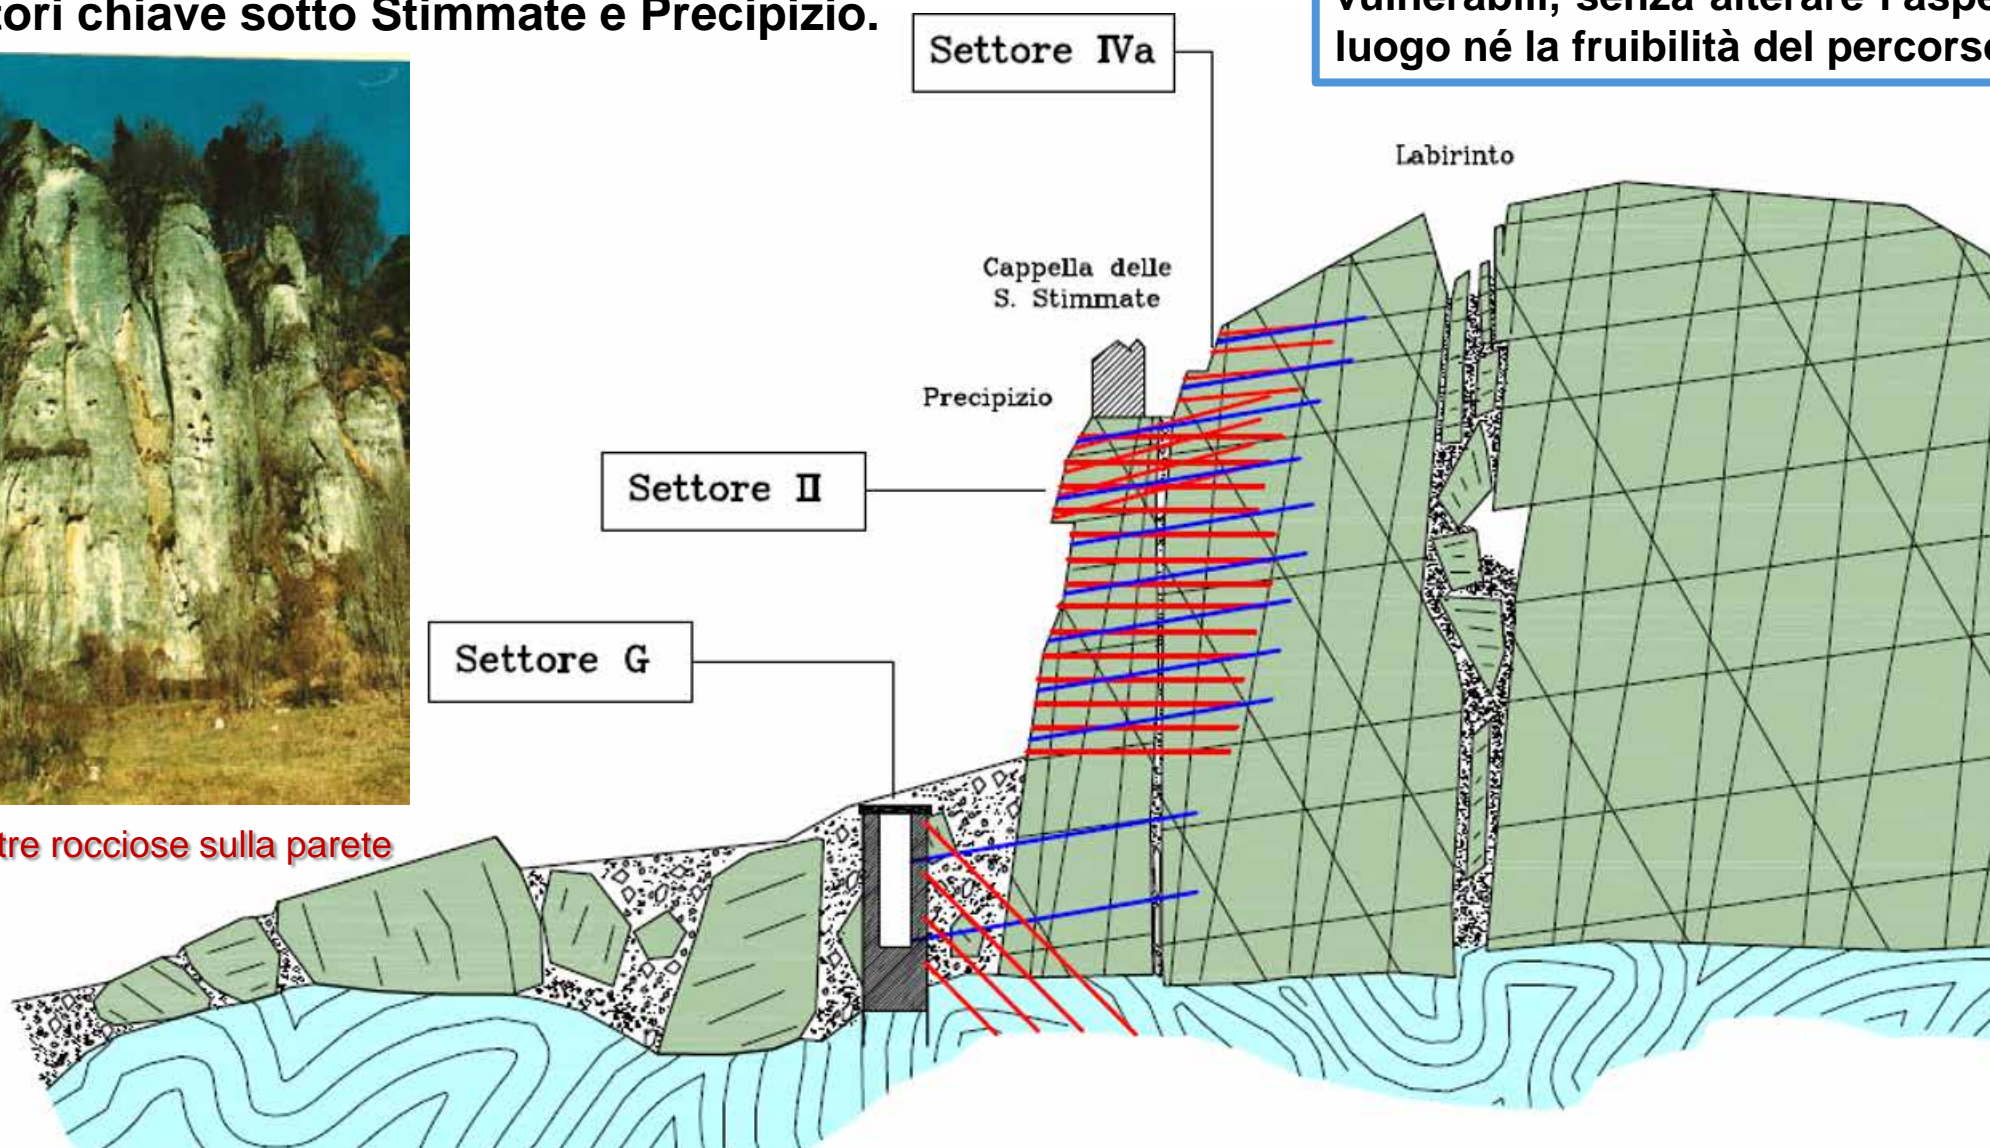 tori chiave sotto Stimmate e Precipizio.
luogo né la fruibilità del percorso
Settore IVa
Labirinto
Cappella delle
S. Stimmate
Precipizio
Settore II
Settore G
tre rocciose sulla parete